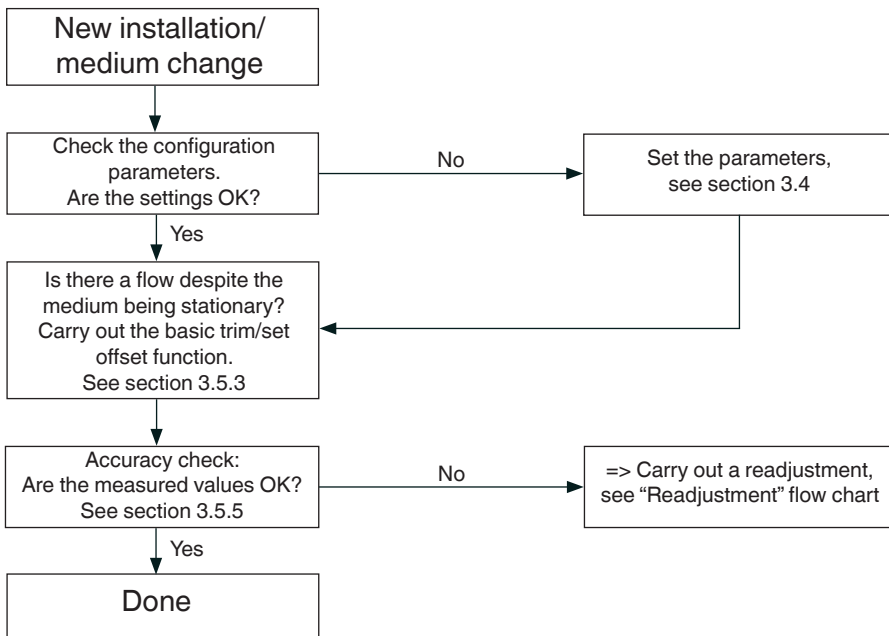 New installation/
medium change
Check the configuration
parameters.
Are the settings OK?
No
Set the parameters,
see section 3.4
Yes
Is there a flow despite the
medium being stationary?
Carry out the basic trim/set
offset function.
See section 3.5.3
Accuracy check:
Are the measured values OK?
See section 3.5.5
No
=> Carry out a readjustment,
see “Readjustment” flow chart
Yes
Done